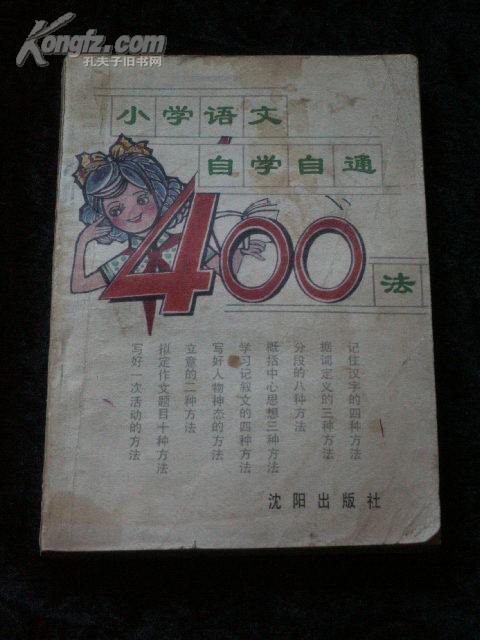 Kongfz.com
孔夫子旧书网
小学语文
自学自通
400
法
记住汉字的四种方法
据词定义的三种方法
分段的八种方法
概括中心思想三种方法
学习记叙文的四种方法
写好人物神态的方法
立意的二种方法
拟定作文题目十种方法
写好一次活动的方法
沈阳出版社